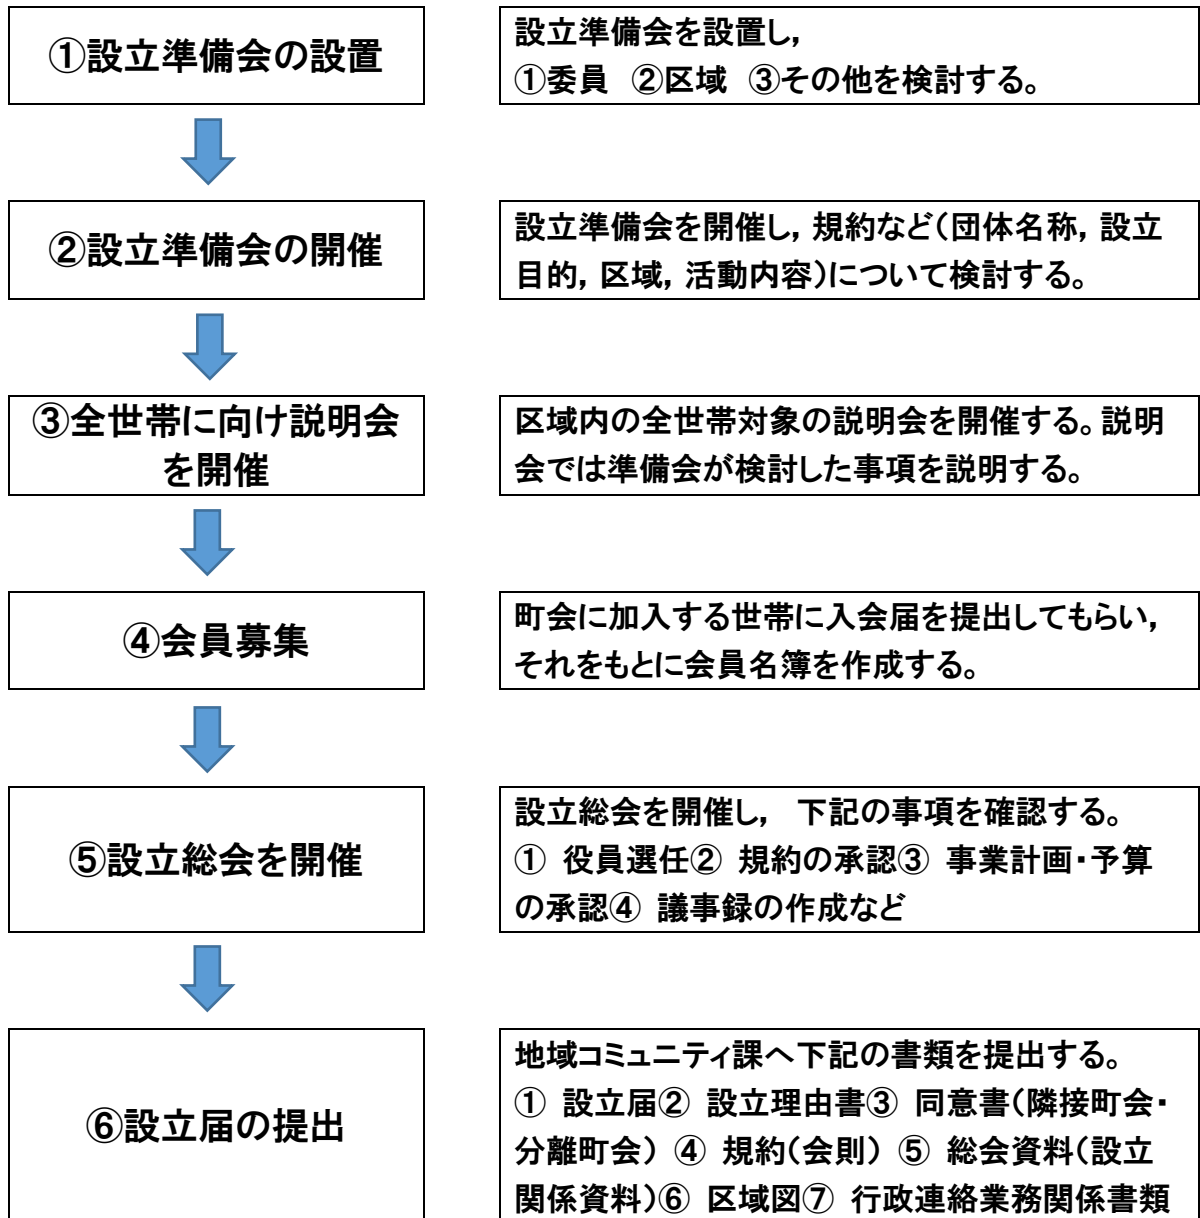 ①設立準備会の設置
設立準備会を設置し，
①委員　②区域　③その他を検討する。
②設立準備会の開催
設立準備会を開催し，規約など（団体名称，設立
目的，区域，活動内容）について検討する。
③全世帯に向け説明会
を開催
区域内の全世帯対象の説明会を開催する。説明
会では準備会が検討した事項を説明する。
④会員募集
町会に加入する世帯に入会届を提出してもらい，
それをもとに会員名簿を作成する。
⑤設立総会を開催
設立総会を開催し，　下記の事項を確認する。
①　役員選任②　規約の承認③　事業計画・予算
の承認④　議事録の作成など
⑥設立届の提出
地域コミュニティ課へ下記の書類を提出する。
①　設立届②　設立理由書③　同意書（隣接町会・
分離町会）　④　規約（会則）　⑤　総会資料（設立
関係資料）⑥　区域図⑦　行政連絡業務関係書類